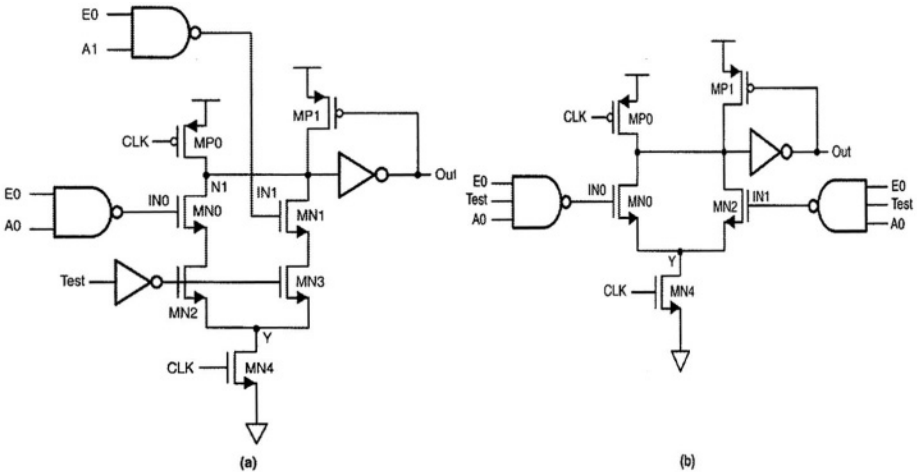 E0
A1
MP1
MP0
CLK
Out
N1
E0
IN0
IN1
MN0
MN1
A0
Test
MN3
MN2
Y
CLK
MN4
(a)
MP1
CLK
MP0
Out
E0
Test
A0
IN0
MN0
MN2
IN1
E0
Test
A0
Y
CLK
MN4
(b)